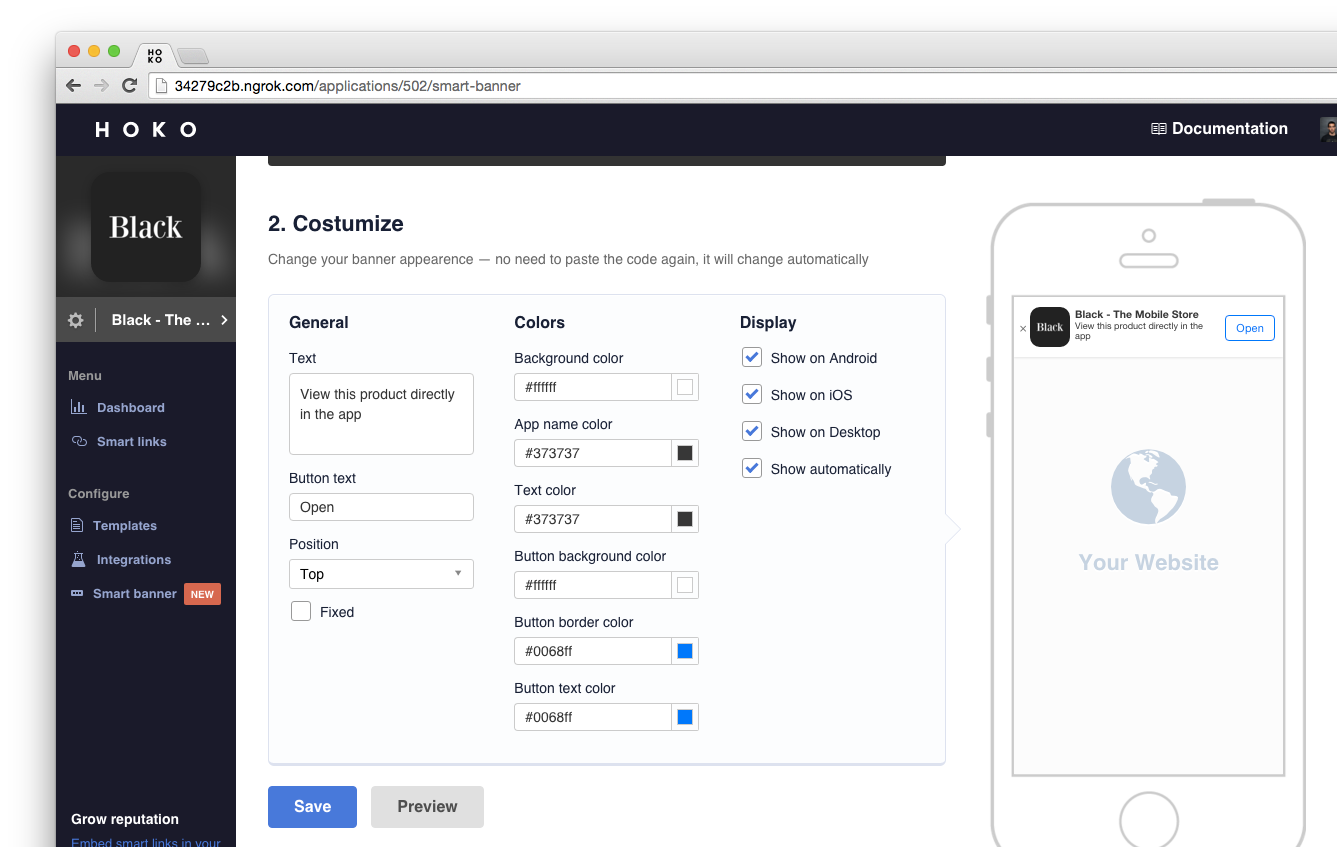 HO
KO
34279c2b.ngrok.com/applications/502/smart-banner
HOKO
Documentation
Black
Black - The ...
Menu
Dashboard
Smart links
Configure
Templates
Integrations
Smart banner NEW
Grow reputation
Embed smart links in your
2. Costumize
Change your banner appearence — no need to paste the code again, it will change automatically
General
Text
View this product directly
in the app
Button text
Open
Position
Top
Fixed
Colors
Background color
#ffffff
App name color
#373737
Text color
#373737
Button background color
#ffffff
Button border color
#0068ff
Button text color
#0068ff
Display
Show on Android
Show on iOS
Show on Desktop
Show automatically
Save
Preview
×
Black
Black - The Mobile Store
View this product directly in the
app
Open
Your Website